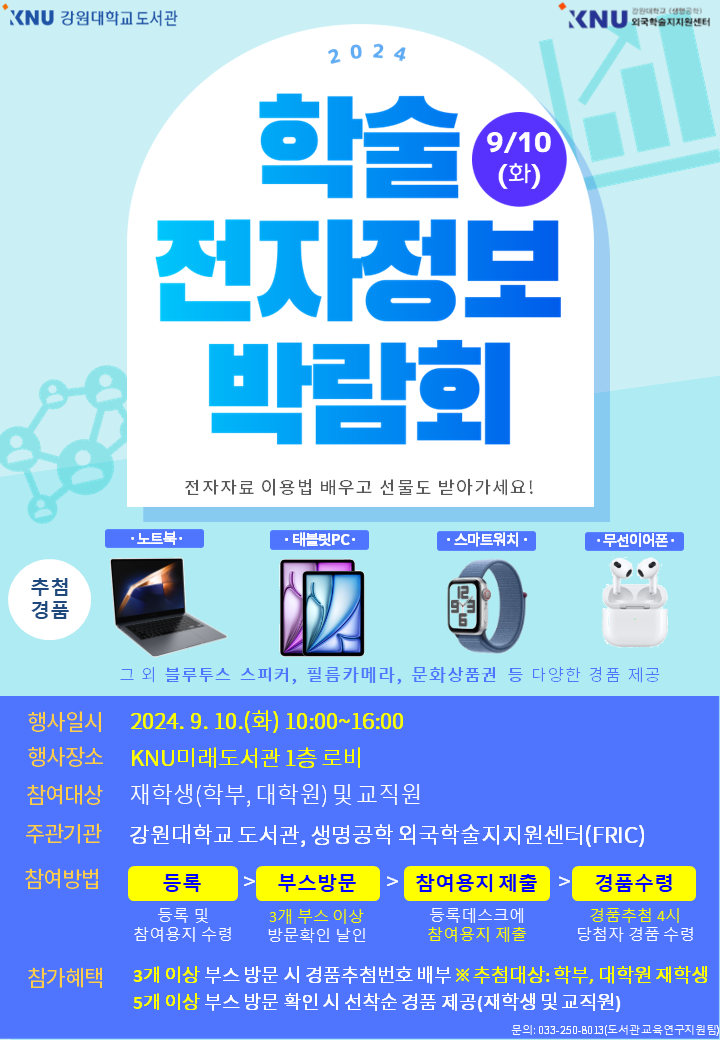 KNU 강원대학교도서관
KNU 강원대학교 (생명공학) 외국학술지지원센터
2024
학술
9/10
(화)
전자정보
박람회
전자자료 이용법 배우고 선물도 받아가세요!
·노트북· ·태블릿PC· ·스마트워치· ·무선이어폰·
추첨
경품
그 외 블루투스 스피커, 필름카메라, 문화상품권 등 다양한 경품 제공
행사일시 2024. 9. 10.(화) 10:00~16:00
행사장소 KNU미래도서관 1층 로비
참여대상 재학생(학부, 대학원) 및 교직원
주관기관 강원대학교 도서관, 생명공학 외국학술지지원센터(FRIC)
참여방법 등록 > 부스방문 > 참여용지 제출 > 경품수령
등록 및 3개 부스 이상 등록데스크에 경품추첨 4시
참여용지 수령 방문확인 날인 참여용지 제출 당첨자 경품 수령
참가혜택 3개 이상 부스 방문 시 경품추첨번호 배부 ※ 추첨대상: 학부, 대학원 재학생
5개 이상 부스 방문 확인 시 선착순 경품 제공(재학생 및 교직원)
문의: 033-250-8013(도서관교육연구지원팀)